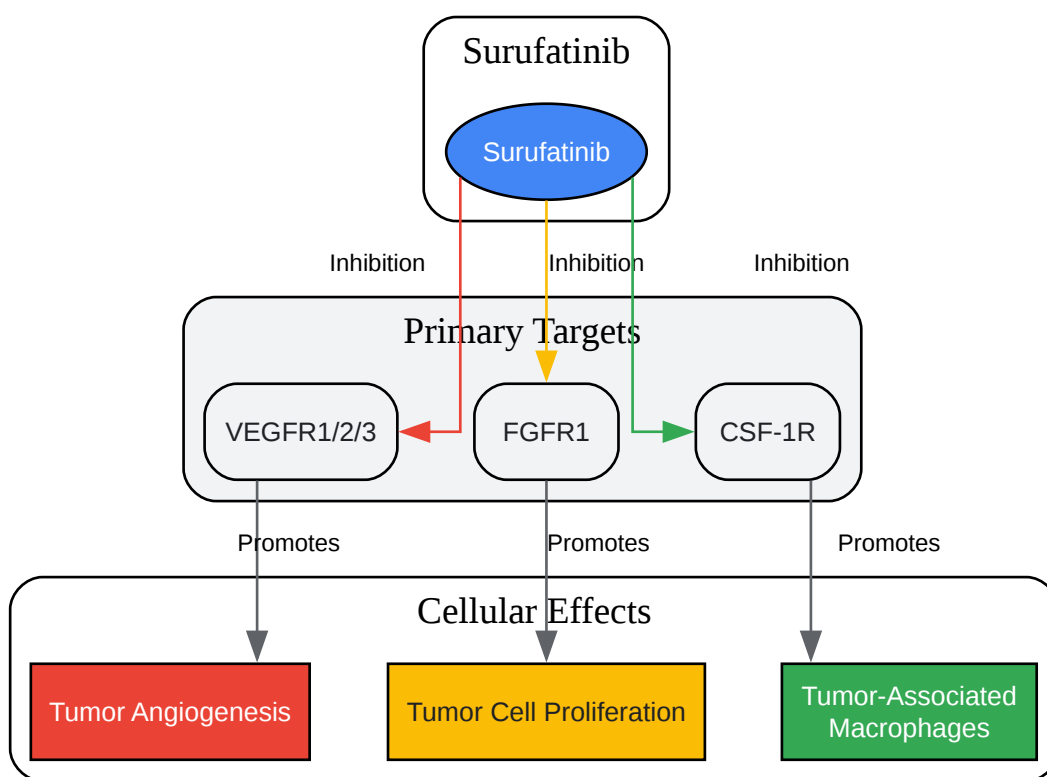 Surufatinib
Surufatinib
Inhibition
Inhibition
Inhibition
Primary Targets
VEGFR1/2/3
FGFR1
CSF-1R
Promotes
Promotes
Promotes
Cellular Effects
Tumor Angiogenesis
Tumor Cell Proliferation
Tumor-Associated
Macrophages